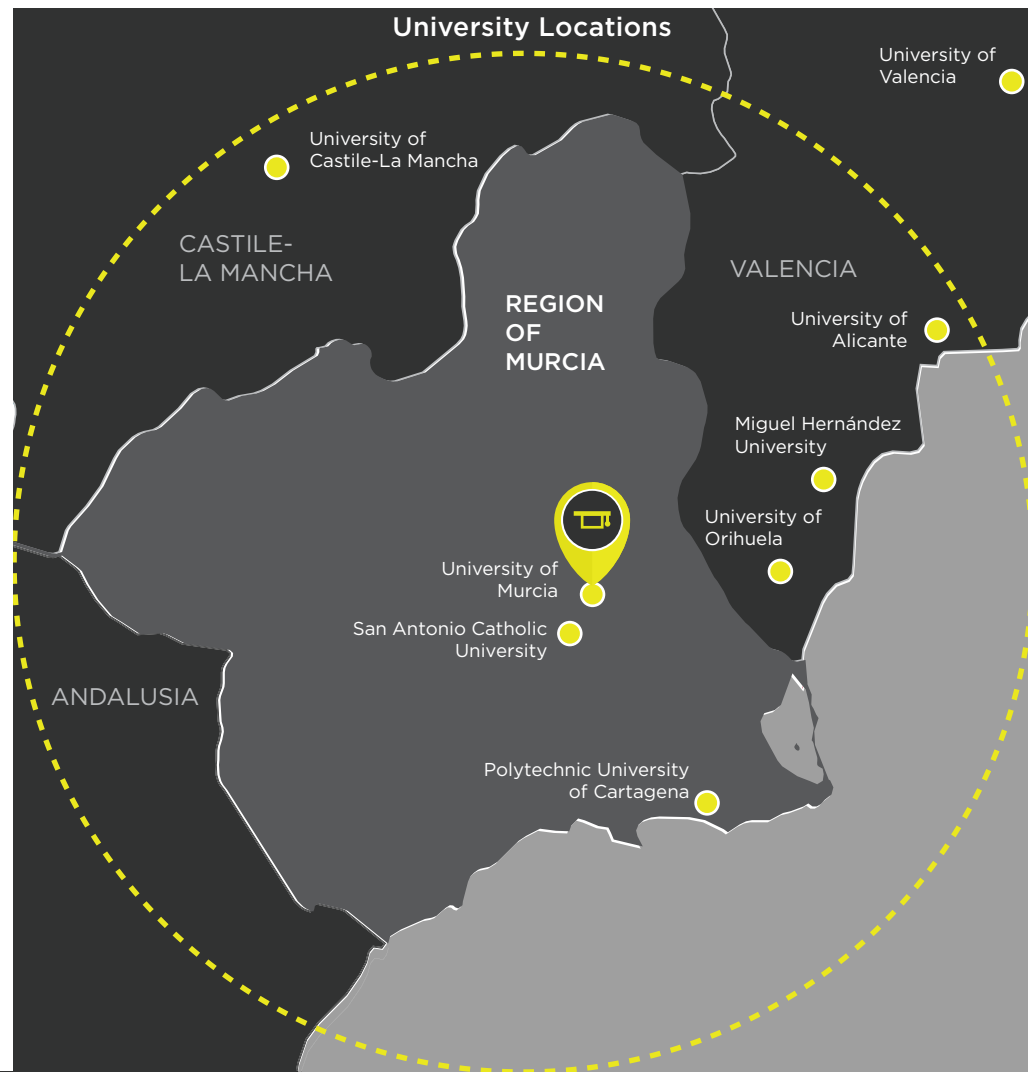 University Locations
University of
Valencia
University of
Castile-La Mancha
CASTILE-
LA MANCHA
VALENCIA
REGION
OF
MURCIA
University of
Alicante
Miguel Hernández
University
University of
Orihuela
University of
Murcia
San Antonio Catholic
University
ANDALUSIA
Polytechnic University
of Cartagena